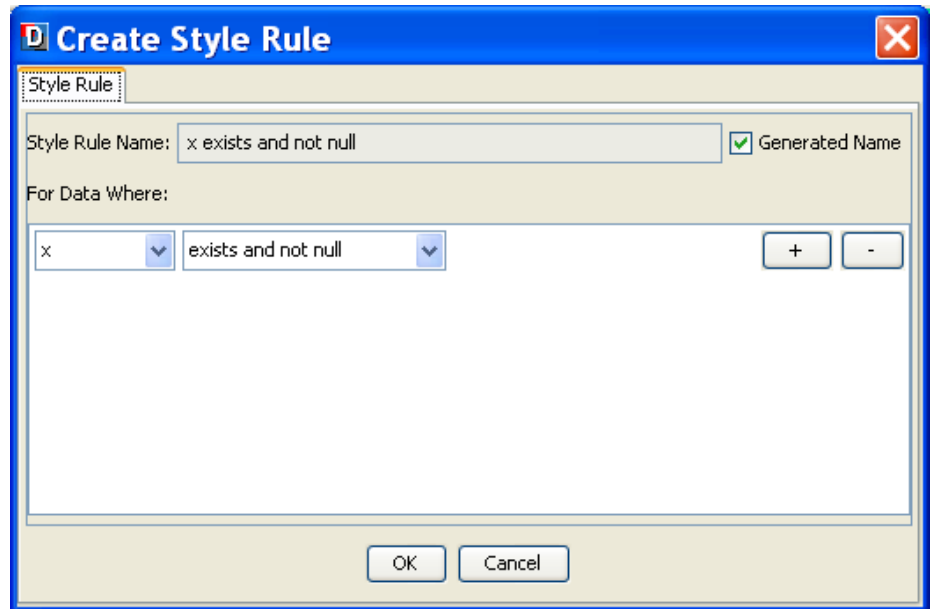 D Create Style Rule
Style Rule
Style Rule Name: x exists and not null Generated Name
For Data Where:
x exists and not null + -
OK Cancel